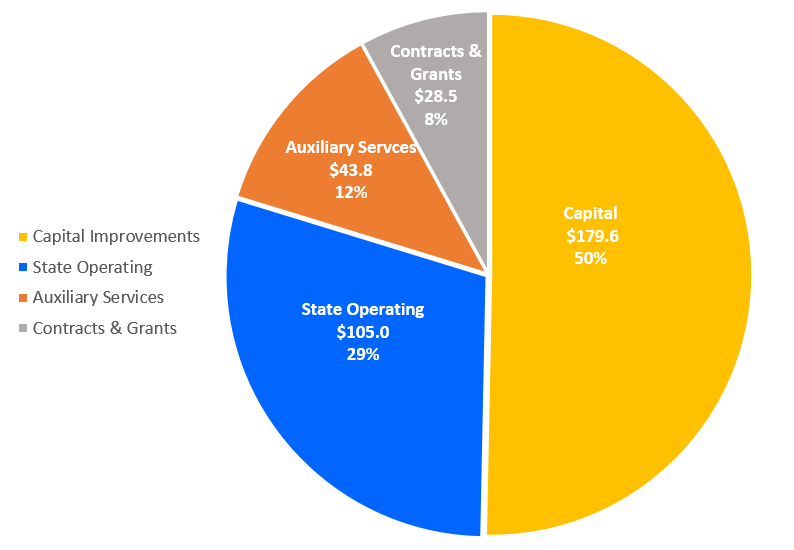 Contracts &
Grants
$28.5
8%
Auxiliary Servces
$43.8
12%
Capital
$179.6
50%
State Operating
$105.0
29%
Capital Improvements
State Operating
Auxiliary Services
Contracts & Grants